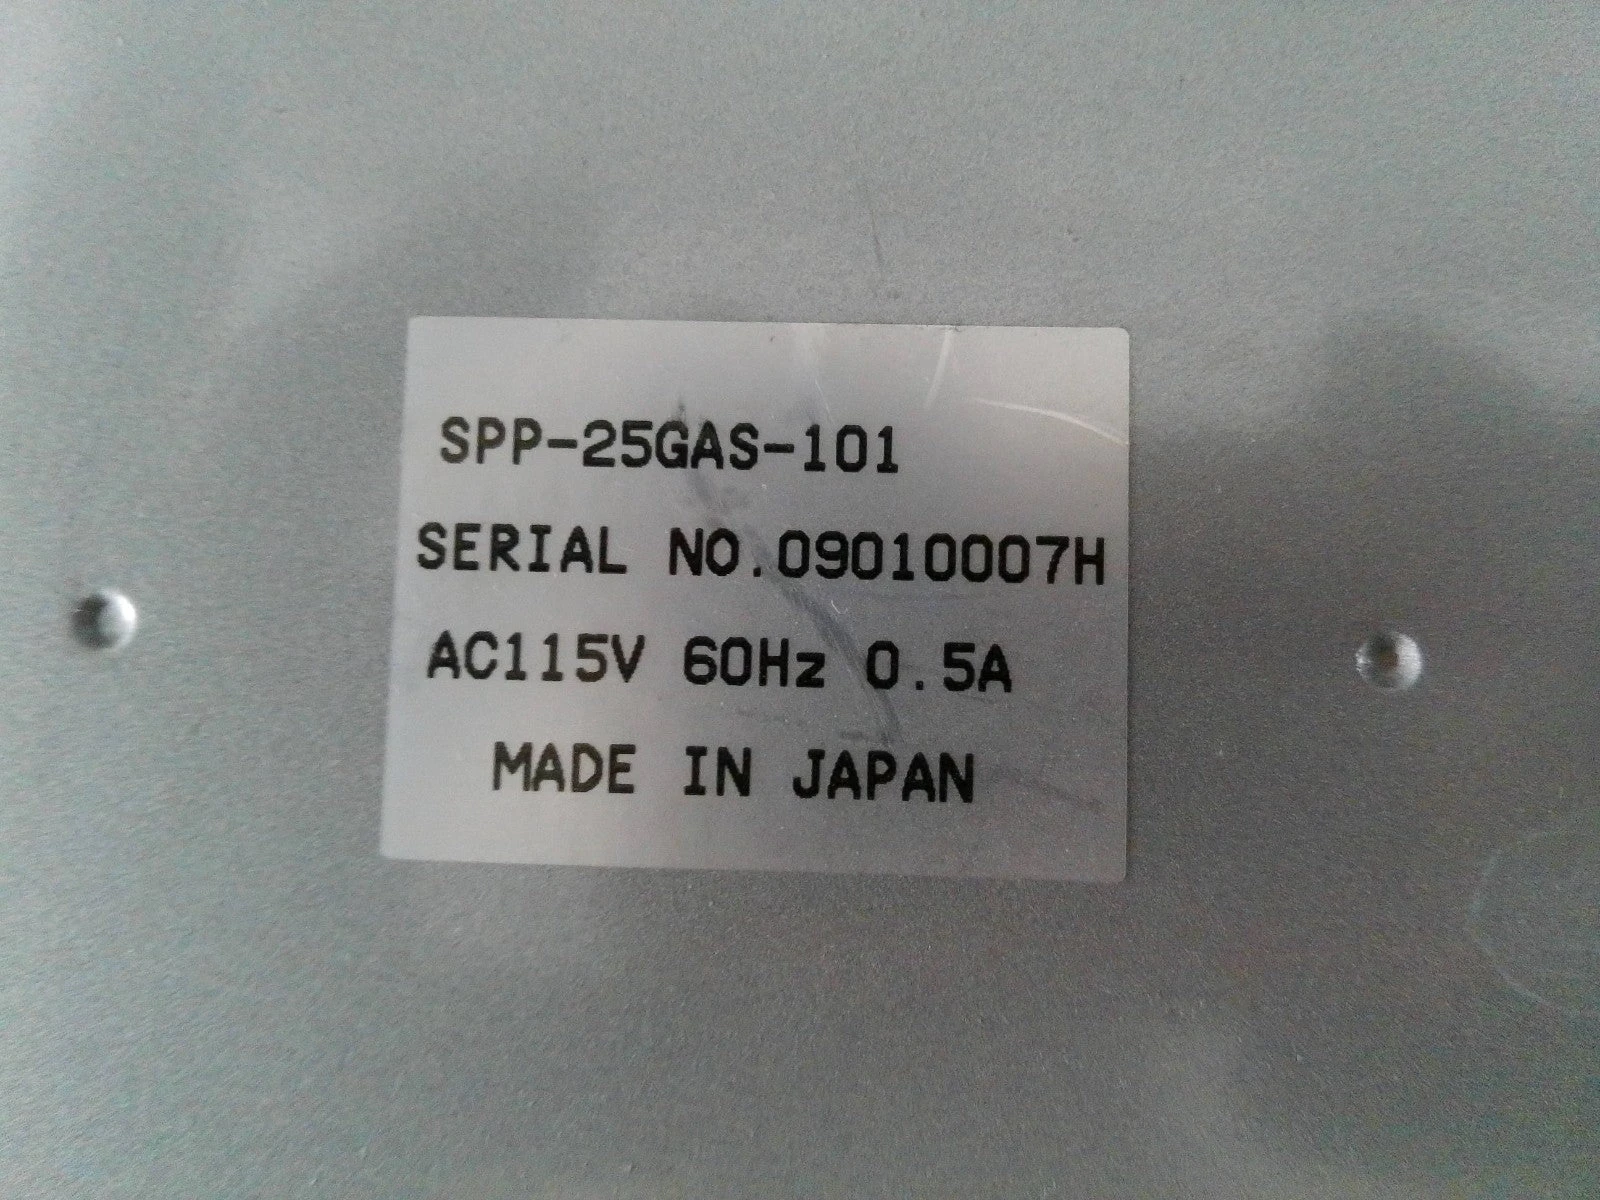 SPP-25GAS-101
SERIAL NO.09010007H
AC115V 60Hz 0.5A
MADE IN JAPAN